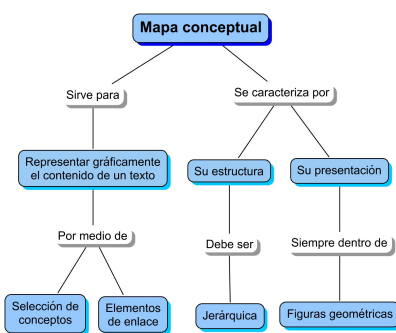 Mapa conceptual
Sirve para
Se caracteriza por
Representar gráficamente
el contenido de un texto
Su estructura
Su presentación
Por medio de
Debe ser
Siempre dentro de
Selección de
conceptos
Elementos
de enlace
Jerárquica
Figuras geométricas